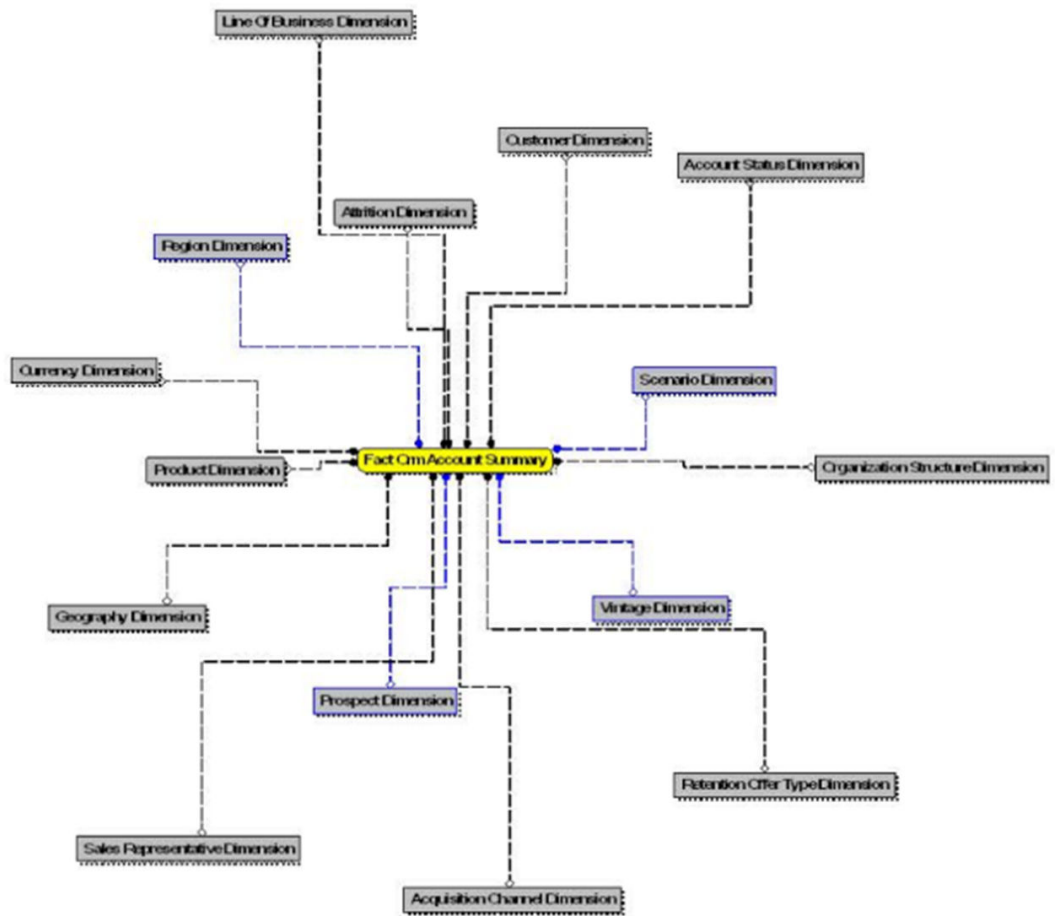 Line Of Business Dimension
Customer Dimension
Account Status Dimension
Attrition Dimension
Region Dimension
Currency Dimension
Scenario Dimension
Fact Crm Account Summary
Product Dimension
Organization Structure Dimension
Geography Dimension
Vintage Dimension
Prospect Dimension
Retention Offer Type Dimension
Sales Representative Dimension
Acquisition Channel Dimension